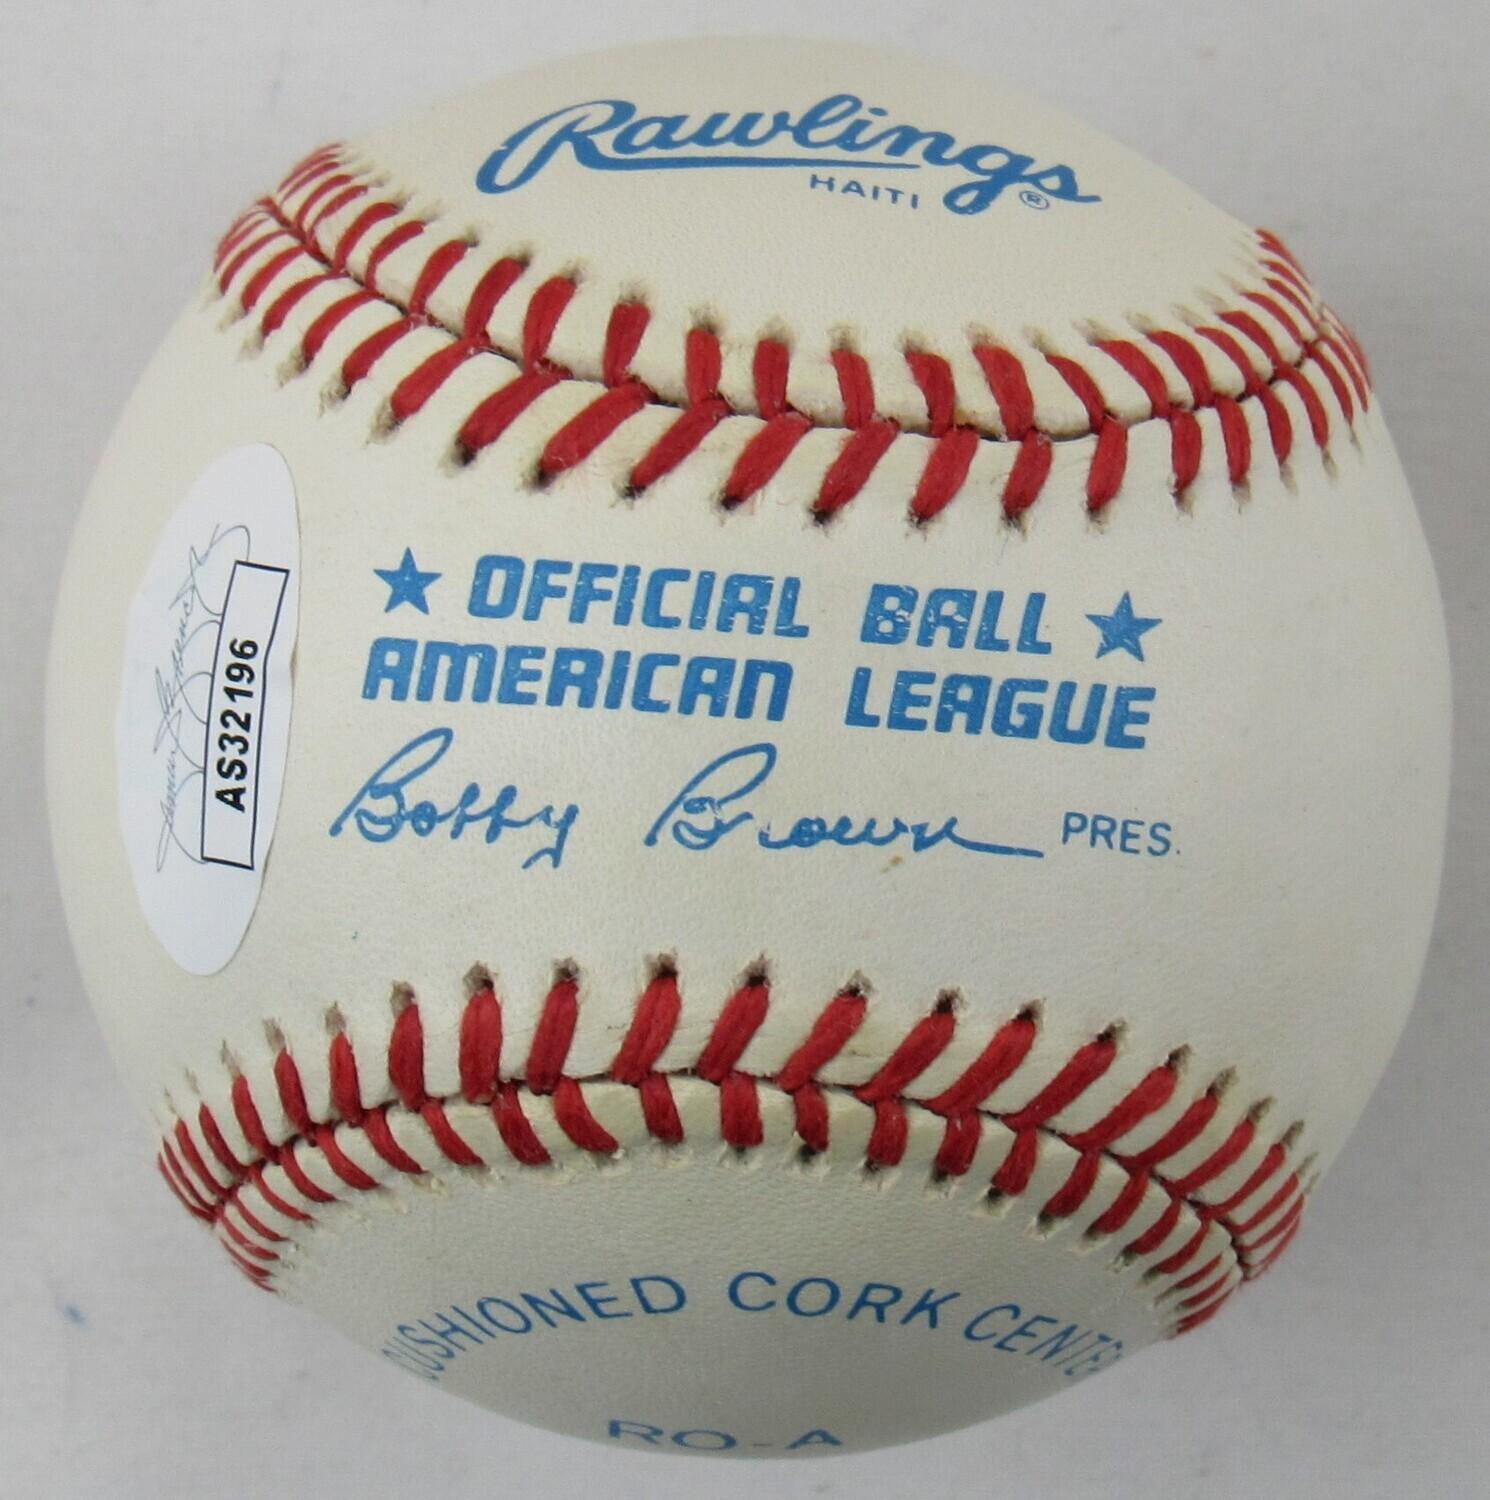 Rawlings®
HAITI
★ OFFICIAL BALL ★
AMERICAN LEAGUE
Bobby Brown PRES.
AS32196
CUSHIONED CORK CENTER
RO-A